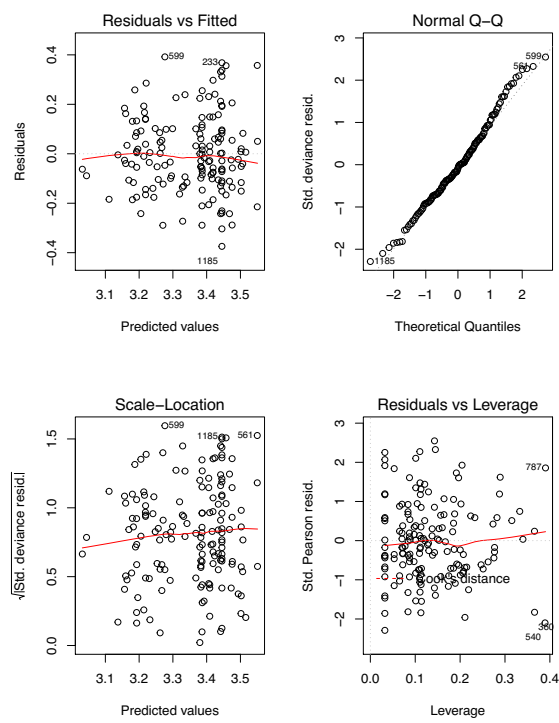 Residuals vs Fitted
Residuals
0.4
0.2
0.0
−0.2
−0.4
599
233
1185
3.1 3.2 3.3 3.4 3.5
Predicted values
Normal Q−Q
Std. deviance resid.
3
2
1
0
−1
−2
599
561
1185
−2 −1 0 1 2
Theoretical Quantiles
Scale−Location
√|Std. deviance resid.|
1.5
1.0
0.5
0.0
599
1185
561
3.1 3.2 3.3 3.4 3.5
Predicted values
Residuals vs Leverage
Std. Pearson resid.
3
2
1
0
−1
−2
787
Cook's distance
360
540
0.0 0.1 0.2 0.3 0.4
Leverage